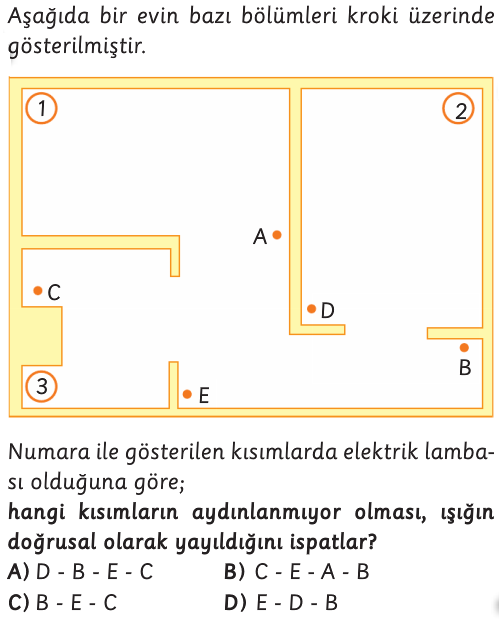 Aşağıda bir evin bazı bölümleri kroki üzerinde
gösterilmiştir.
1
2
A
C
D
B
3
E
Numara ile gösterilen kısımlarda elektrik lamba-
sı olduğuna göre;
hangi kısımların aydınlanmıyor olması, ışığın
doğrusal olarak yayıldığını ispatlar?
A) D - B - E - C
B) C - E - A - B
C) B - E - C
D) E - D - B